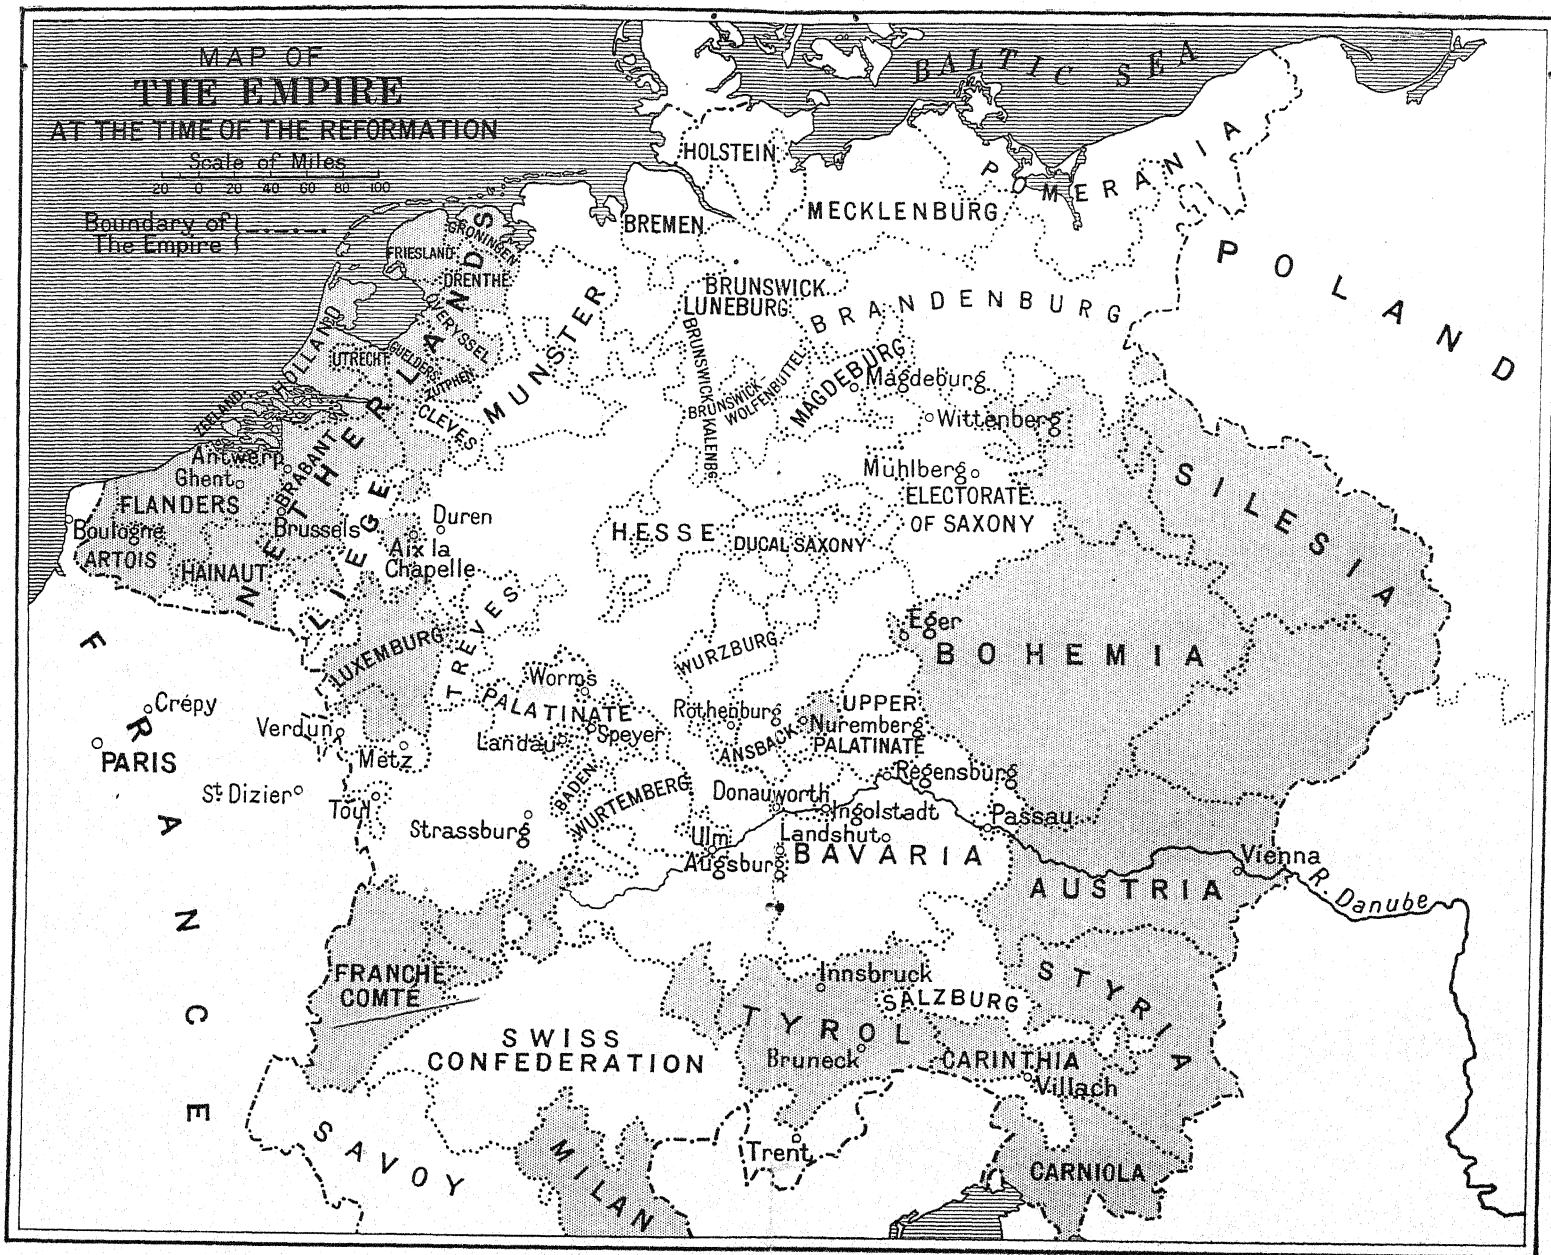 MAP OF
THE EMPIRE
AT THE TIME OF THE REFORMATION
Scale of Miles
20 0 20 40 60 80 100
Boundary of
The Empire
BALTIC SEA
HOLSTEIN
POMERANIA
MECKLENBURG
BREMEN
GRONINGEN
FRIESLAND
DRENTHE
POLAND
BRUNSWICK
LUNEBURG
BRANDENBURG
OVERYSSEL
HOLLAND
UTRECHT
GUELDERS
ZUTPHEN
MUNSTER
BRUNSWICK KALENBG
BRUNSWICK
WOLFENBUTTEL
MAGDEBURG
Magdeburg
ZEELAND
CLEVES
Wittenberg
NETHERLANDS
Antwerp
Ghent
BRABANT
FLANDERS
Mühlberg
ELECTORATE
OF SAXONY
SILESIA
Boulogne
Brussels
Duren
HESSE
DUCAL SAXONY
ARTOIS
HAINAUT
LIEGE
Aix la
Chapelle
Eger
BOHEMIA
LUXEMBURG
TREVES
WURZBURG
FRANCE
Crépy
PARIS
Verdun
Metz
Worms
PALATINATE
Landau
Speyer
Rothenburg
ANSBACK
UPPER
Nuremberg
PALATINATE
St Dizier
Toul
BADEN
WURTEMBERG
Regensburg
Donauworth
Ingolstadt
Passau
Strassburg
Ulm
Landshut
Augsburg
BAVARIA
Vienna
R. Danube
AUSTRIA
FRANCHE
COMTÉ
Innsbruck
SALZBURG
STYRIA
TYROL
SWISS
CONFEDERATION
Bruneck
CARINTHIA
Villach
SAVOY
MILAN
Trent
CARNIOLA